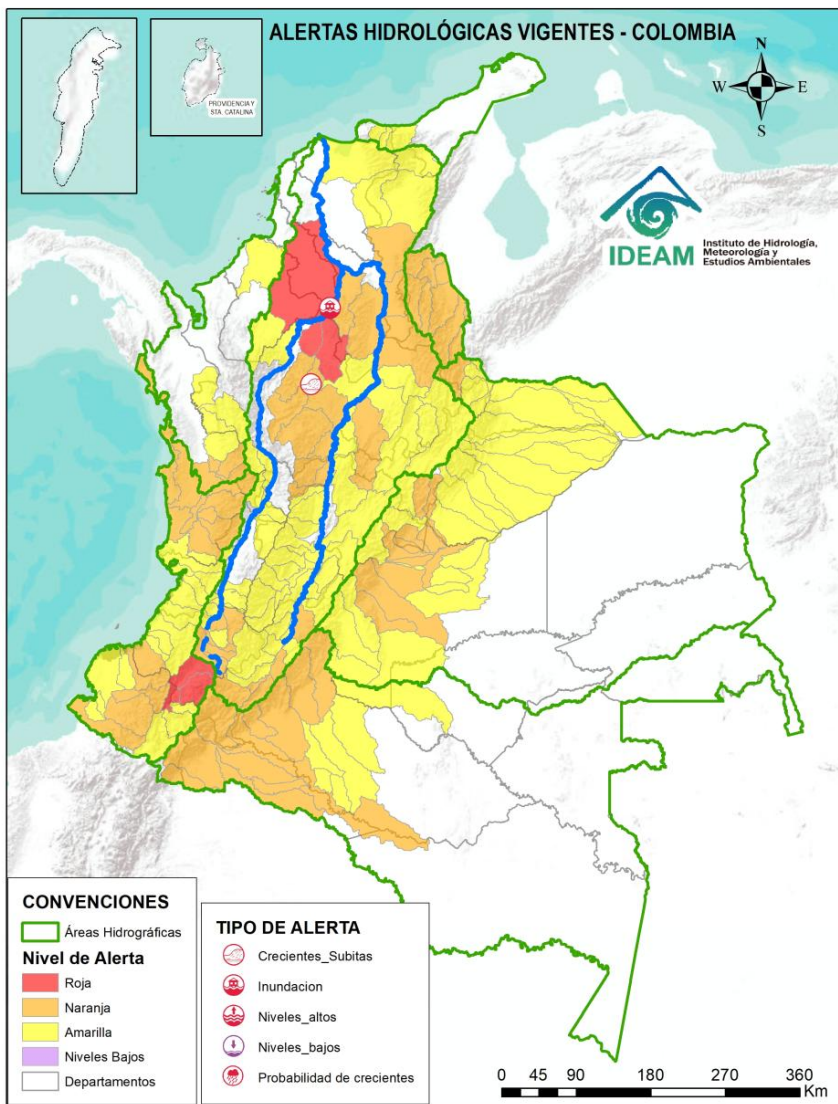 ALERTAS HIDROLÓGICAS VIGENTES - COLOMBIA
PROVIDENCIA Y
STA. CATALINA
N
W
E
S
IDEAM
Instituto de Hidrología,
Meteorología y
Estudios Ambientales
CONVENCIONES
Áreas Hidrográficas
Nivel de Alerta
Roja
Naranja
Amarilla
Niveles Bajos
Departamentos
TIPO DE ALERTA
Crecientes_Subitas
Inundacion
Niveles_altos
Niveles_bajos
Probabilidad de crecientes
0 45 90 180 270 360
Km